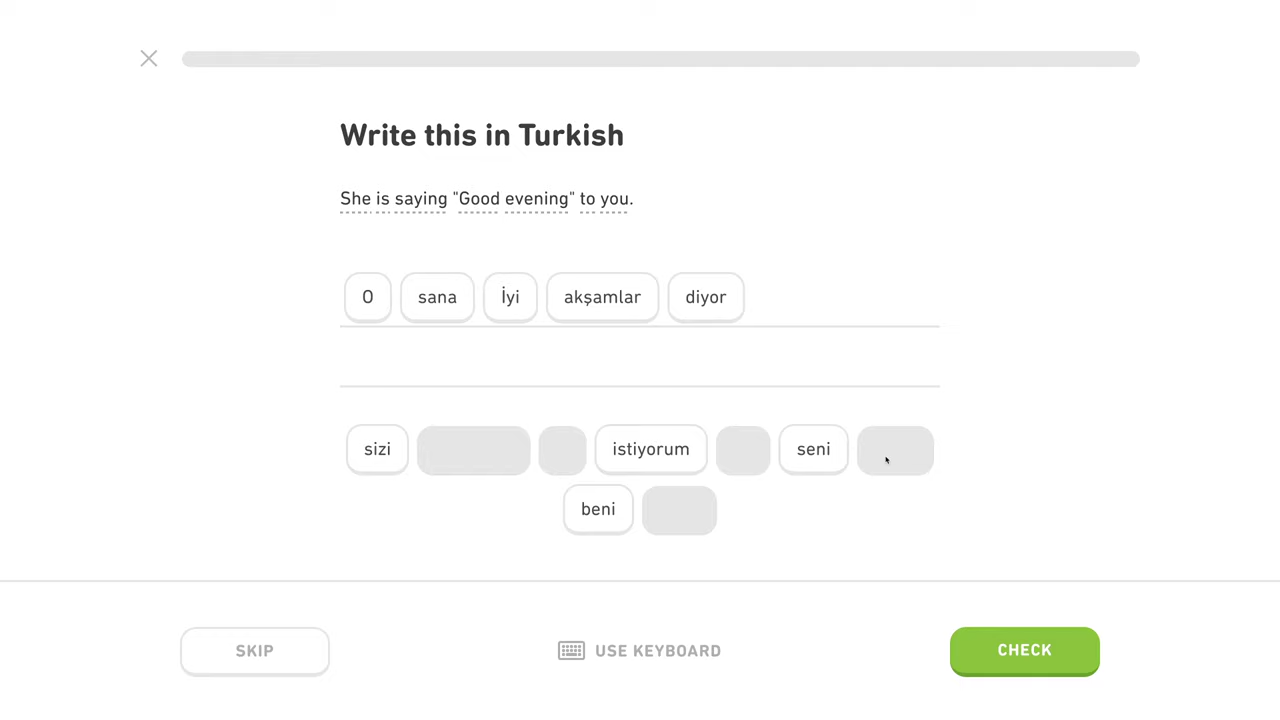 Write this in Turkish
She is saying "Good evening" to you.
O sana İyi akşamlar diyor
sizi istiyorum seni
beni
SKIP USE KEYBOARD CHECK